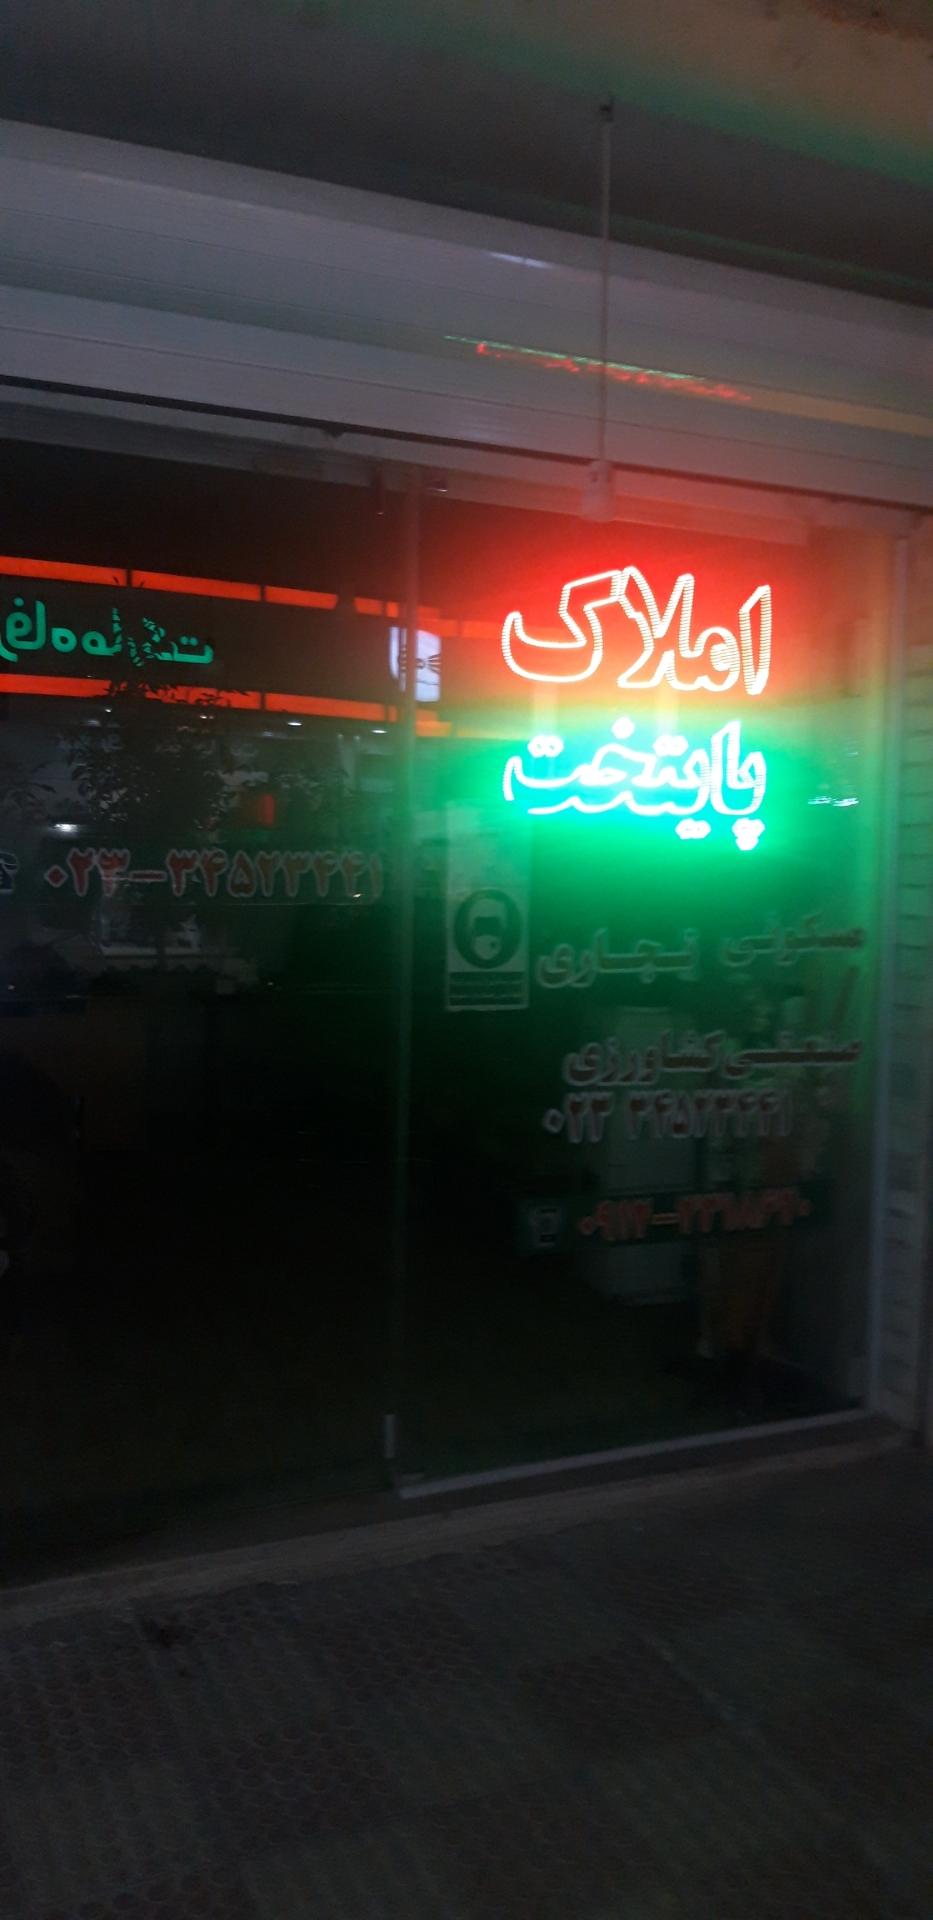 املاک
پایتخت
مسکونی تجاری
صنعتی کشاورزی
۰۲۳ ۳۴۵۲۳۴۴۱
۰۲۳-۳۴۵۲۳۴۴۱